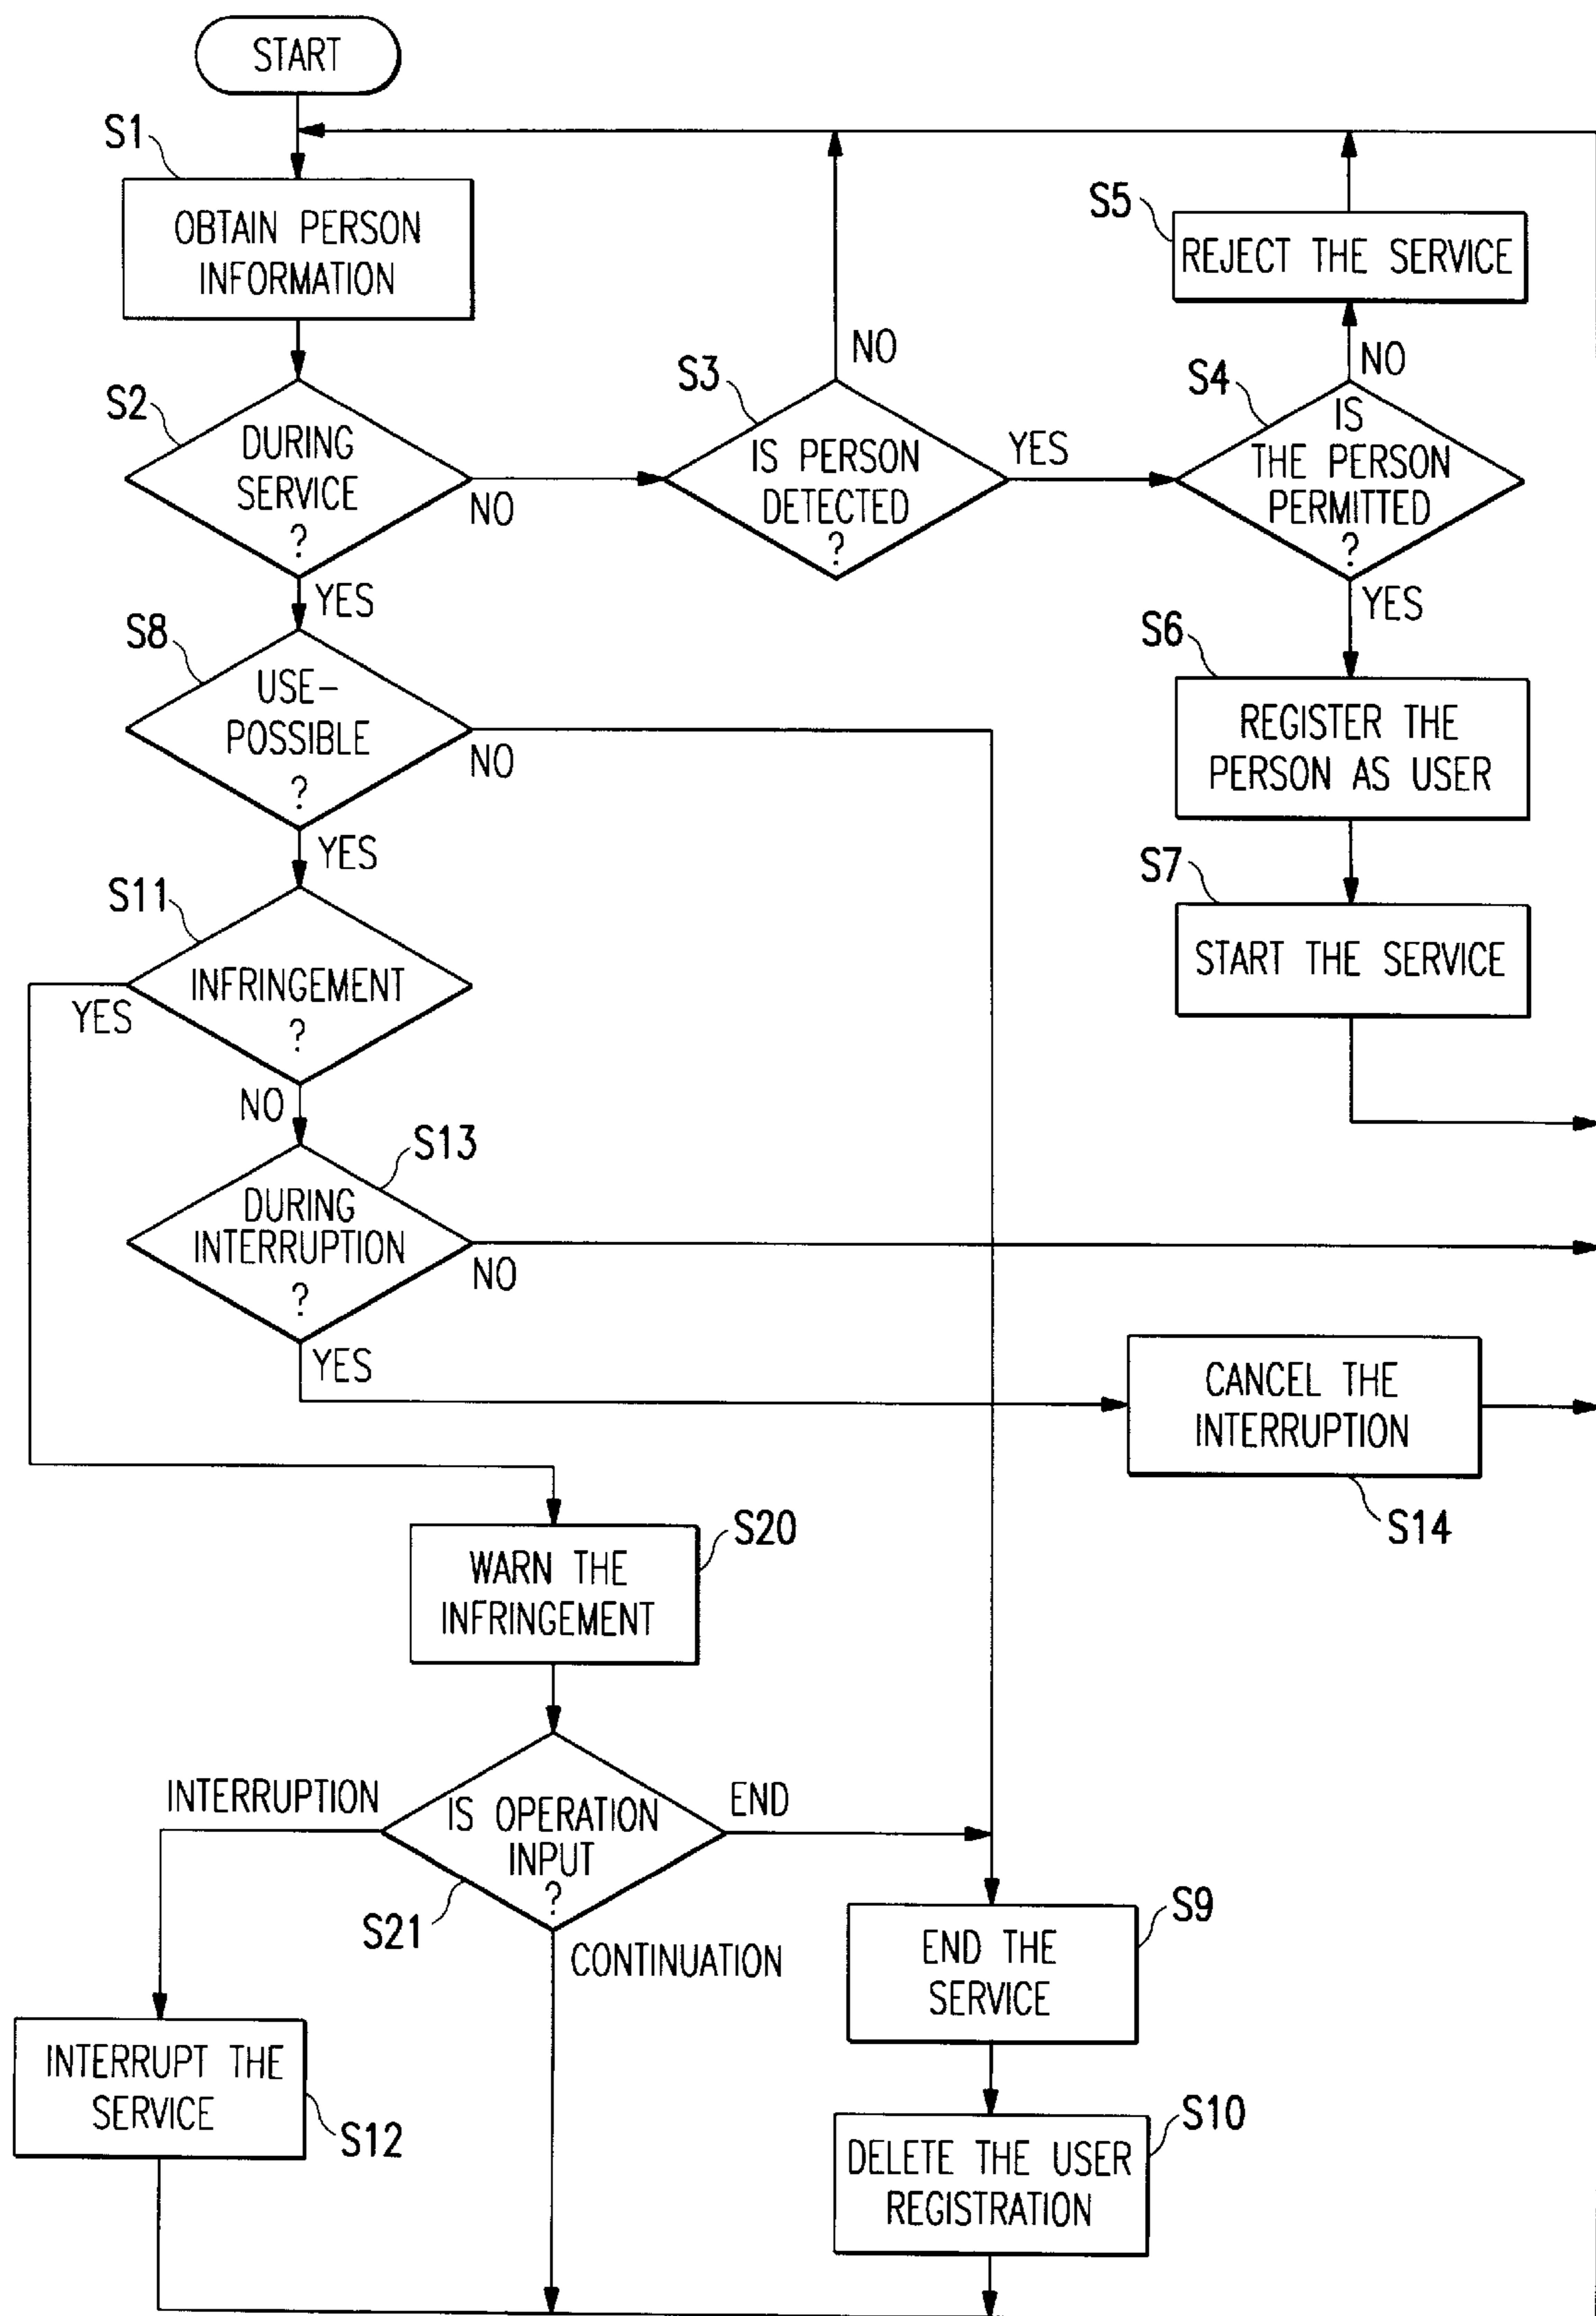 START
S1
OBTAIN PERSON
INFORMATION
S2
DURING
SERVICE
?
NO
YES
S3
IS PERSON
DETECTED
?
NO
YES
S4
IS
THE PERSON
PERMITTED
?
NO
YES
S5
REJECT THE SERVICE
S6
REGISTER THE
PERSON AS USER
S7
START THE SERVICE
S8
USE-
POSSIBLE
?
NO
YES
S11
INFRINGEMENT
?
YES
NO
S13
DURING
INTERRUPTION
?
NO
YES
CANCEL THE
INTERRUPTION
S14
S20
WARN THE
INFRINGEMENT
INTERRUPTION
IS OPERATION
INPUT
?
END
S21
CONTINUATION
S9
END THE
SERVICE
INTERRUPT THE
SERVICE
S12
S10
DELETE THE USER
REGISTRATION